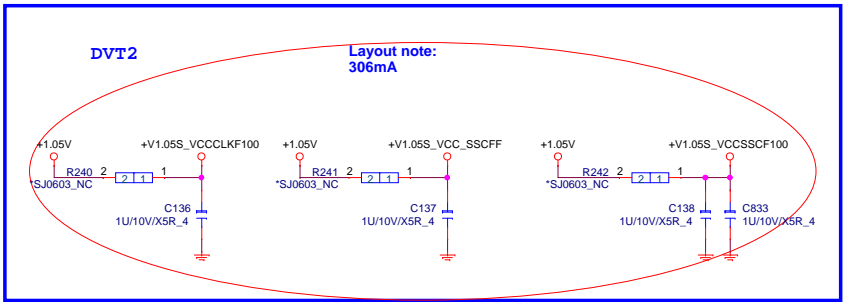 DVT2
Layout note:
306mA
+1.05V +V1.05S_VCCCLKF100 +1.05V +V1.05S_VCC_SSCFF +1.05V +V1.05S_VCCSSCF100
R240 2 2 1 1 R241 2 2 1 1 R242 2 2 1 1
*SJ0603_NC *SJ0603_NC *SJ0603_NC
C136 C137 C138 C833
1U/10V/X5R_4 1U/10V/X5R_4 1U/10V/X5R_4 1U/10V/X5R_4